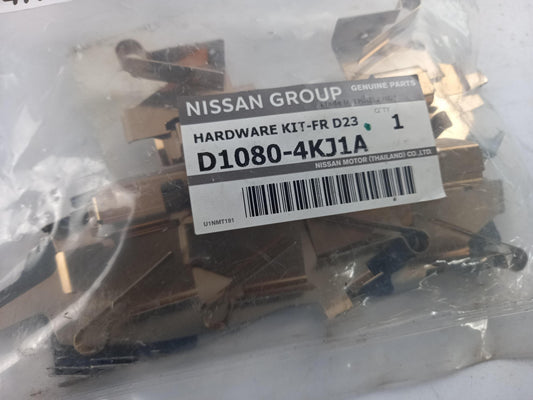 NISSAN GROUP GENUINE PARTS
HARDWARE KIT-FR D23 QTY 1
D1080-4KJ1A
NISSAN MOTOR (THAILAND) CO.,LTD.
U1NMT191